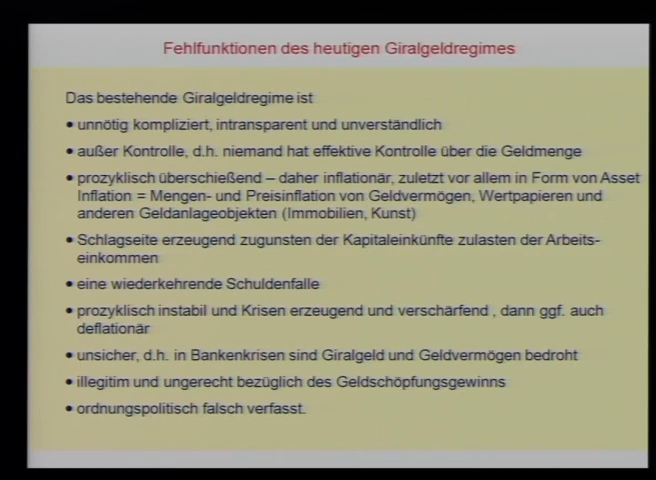 Fehlfunktionen des heutigen Giralgeldregimes
Das bestehende Giralgeldregime ist
• unnötig kompliziert, intransparent und unverständlich
• außer Kontrolle, d.h. niemand hat effektive Kontrolle über die Geldmenge
• prozyklisch überschießend – daher inflationär, zuletzt vor allem in Form von Asset
Inflation = Mengen- und Preisinflation von Geldvermögen, Wertpapieren und
anderen Geldanlageobjekten (Immobilien, Kunst)
• Schlagseite erzeugend zugunsten der Kapitaleinkünfte zulasten der Arbeits-
einkommen
• eine wiederkehrende Schuldenfalle
• prozyklisch instabil und Krisen erzeugend und verschärfend , dann ggf. auch
deflationär
• unsicher, d.h. in Bankenkrisen sind Giralgeld und Geldvermögen bedroht
• illegitim und ungerecht bezüglich des Geldschöpfungsgewinns
• ordnungspolitisch falsch verfasst.